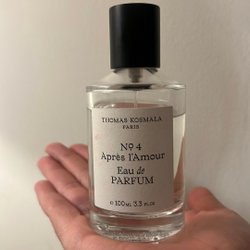 THOMAS KOSMALA
PARIS
Nº 4
Après l'Amour
Eau de
PARFUM
℮ 100ML 3.3 FL.OZ